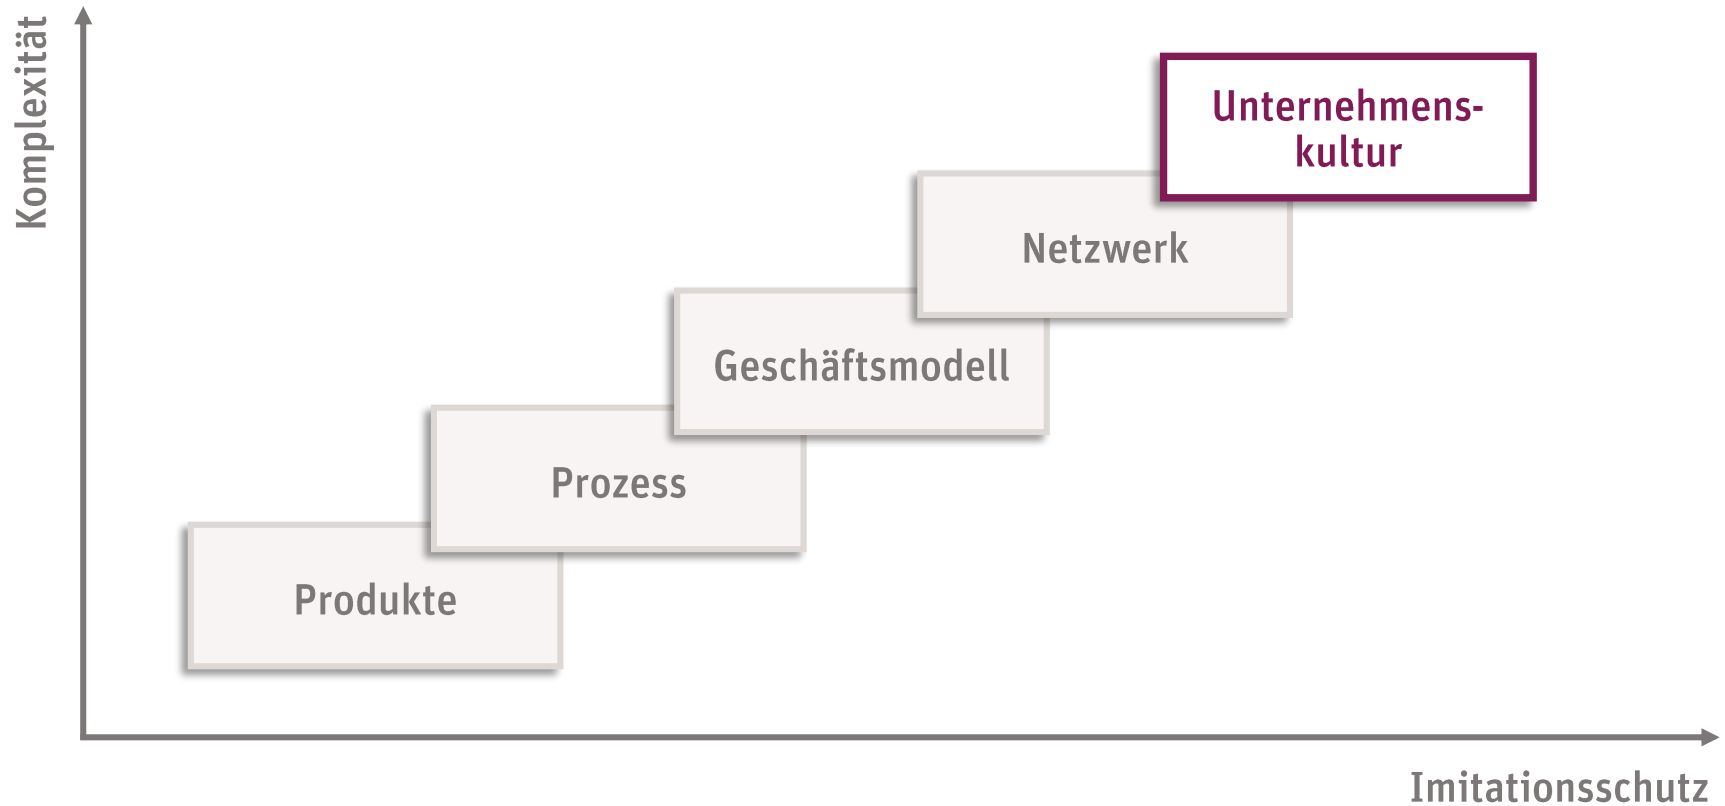 Komplexität
Unternehmens-
kultur
Netzwerk
Geschäftsmodell
Prozess
Produkte
Imitationsschutz